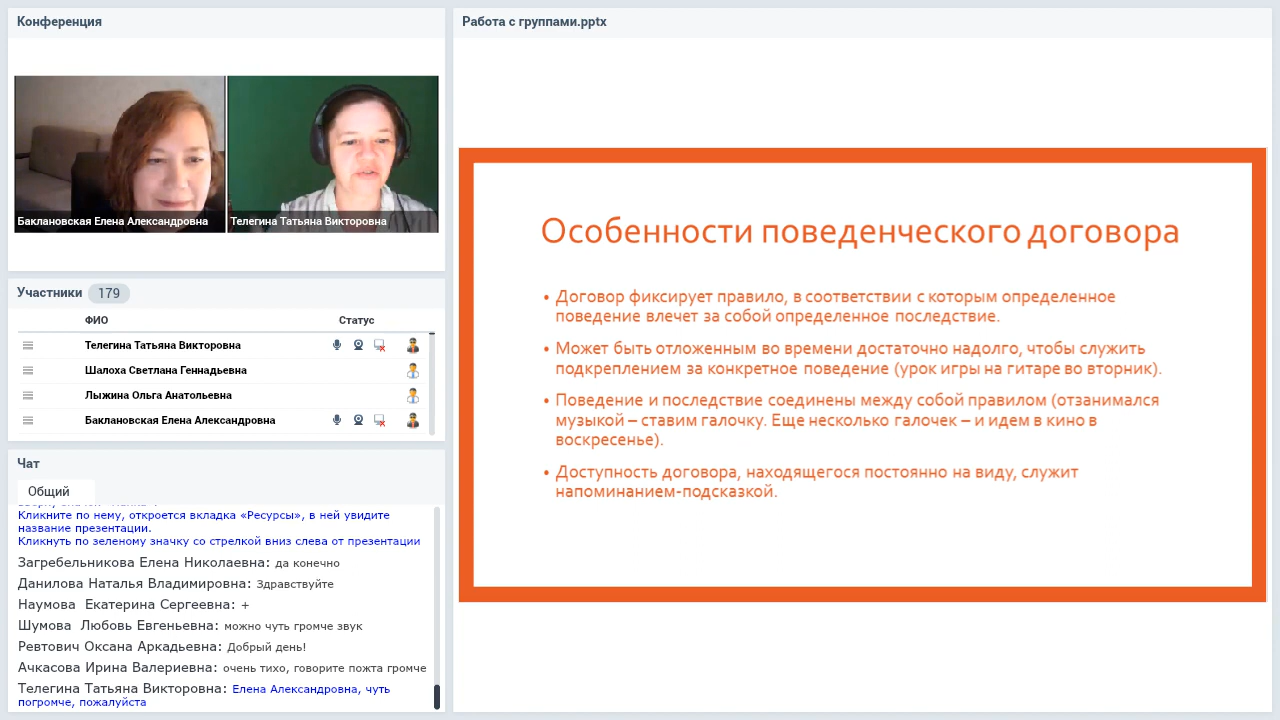 Конференция
Баклановская Елена Александровна
Телегина Татьяна Викторовна
Участники 179
ФИО Статус
Телегина Татьяна Викторовна
Шалоха Светлана Геннадьевна
Лыжина Ольга Анатольевна
Баклановская Елена Александровна
Чат
Общий
Кликните по нему, откроется вкладка «Ресурсы», в ней увидите
название презентации.
Кликнуть по зеленому значку со стрелкой вниз слева от презентации
Загребельникова Елена Николаевна: да конечно
Данилова Наталья Владимировна: Здравствуйте
Наумова Екатерина Сергеевна: +
Шумова Любовь Евгеньевна: можно чуть громче звук
Ревтович Оксана Аркадьевна: Добрый день!
Ачкасова Ирина Валериевна: очень тихо, говорите пожта громче
Телегина Татьяна Викторовна: Елена Александровна, чуть
погромче, пожалуйста
Работа с группами.pptx
Особенности поведенческого договора
• Договор фиксирует правило, в соответствии с которым определенное
поведение влечет за собой определенное последствие.
• Может быть отложенным во времени достаточно надолго, чтобы служить
подкреплением за конкретное поведение (урок игры на гитаре во вторник).
• Поведение и последствие соединены между собой правилом (отзанимался
музыкой – ставим галочку. Еще несколько галочек – и идем в кино в
воскресенье).
• Доступность договора, находящегося постоянно на виду, служит
напоминанием-подсказкой.